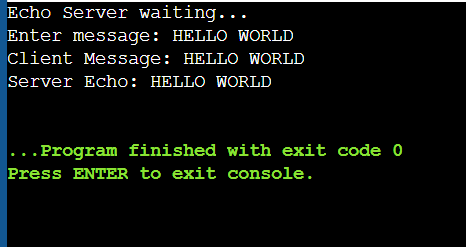 Echo Server waiting...
Enter message: HELLO WORLD
Client Message: HELLO WORLD
Server Echo: HELLO WORLD
...Program finished with exit code 0
Press ENTER to exit console.